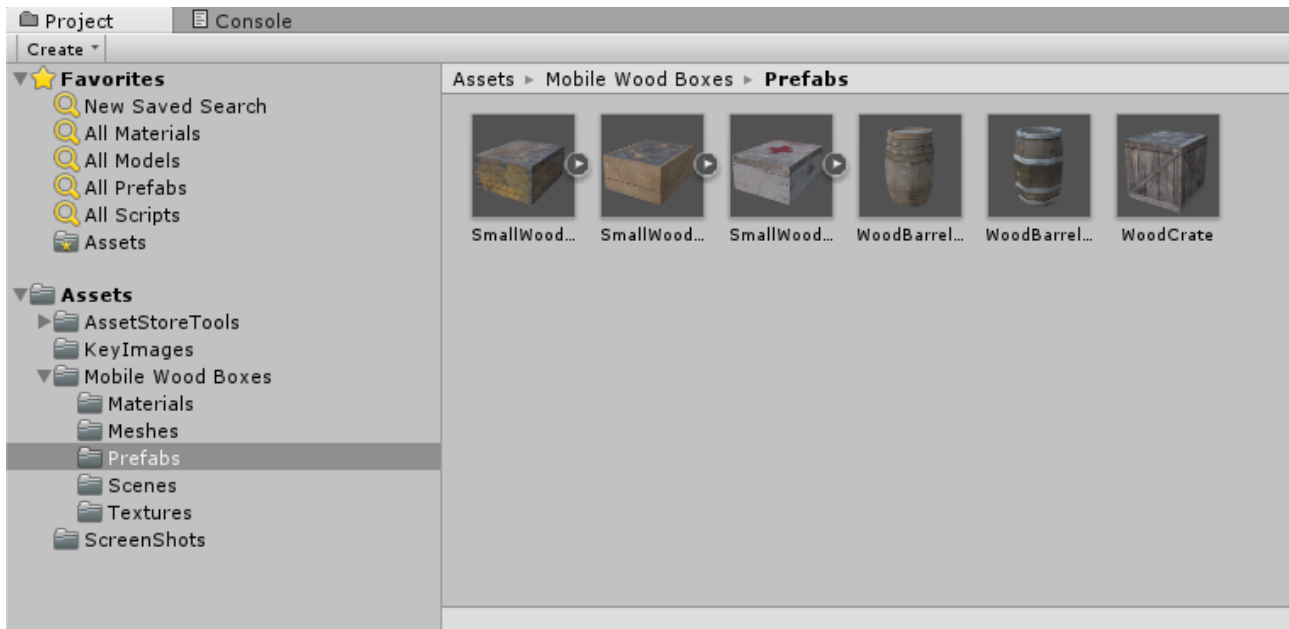 Project
Console
Create
Favorites
New Saved Search
All Materials
All Models
All Prefabs
All Scripts
Assets
Assets
AssetStoreTools
KeyImages
Mobile Wood Boxes
Materials
Meshes
Prefabs
Scenes
Textures
ScreenShots
Assets ▸ Mobile Wood Boxes ▸ Prefabs
SmallWood... SmallWood... SmallWood... WoodBarrel... WoodBarrel... WoodCrate